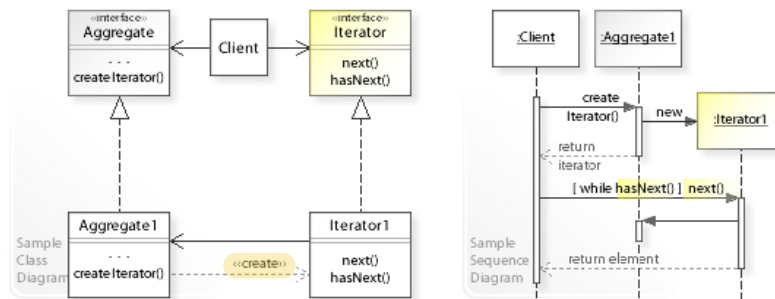 «interface»
Aggregate
. . .
createIterator()
Client
«interface»
Iterator
next()
hasNext()
Aggregate1
. . .
createIterator()
«create»
Iterator1
next()
hasNext()
Sample
Class
Diagram
:Client
:Aggregate1
:Iterator1
create
Iterator()
new
return
iterator
[ while hasNext() ] next()
return element
Sample
Sequence
Diagram